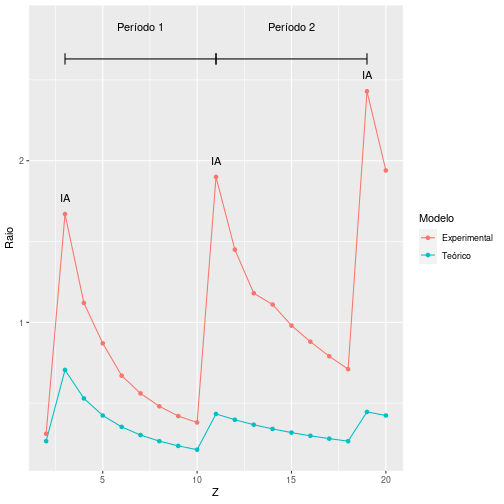 Período 1
Período 2
IA
IA
IA
2
1
Raio
5
10
15
20
Z
Modelo
Experimental
Teórico